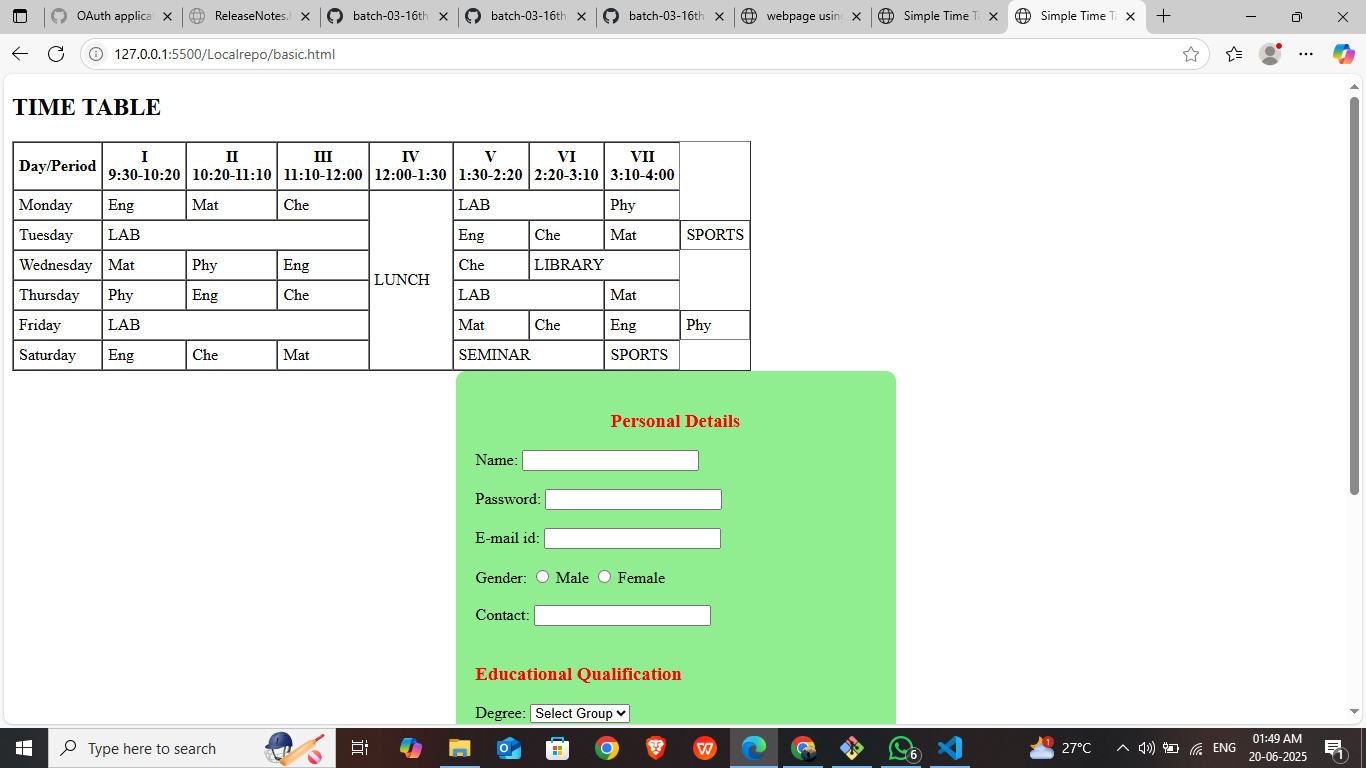 OAuth applicat
ReleaseNotes.h
batch-03-16th
batch-03-16th
batch-03-16th
webpage using
Simple Time Ta
Simple Time Ta
127.0.0.1:5500/Localrepo/basic.html
TIME TABLE
Day/Period I II III IV V VI VII
9:30-10:20 10:20-11:10 11:10-12:00 12:00-1:30 1:30-2:20 2:20-3:10 3:10-4:00
Monday Eng Mat Che LAB Phy
Tuesday LAB Eng Che Mat SPORTS
Wednesday Mat Phy Eng Che LIBRARY
LUNCH
Thursday Phy Eng Che LAB Mat
Friday LAB Mat Che Eng Phy
Saturday Eng Che Mat SEMINAR SPORTS
Personal Details
Name:
Password:
E-mail id:
Gender: Male Female
Contact:
Educational Qualification
Degree: Select Group
Type here to search
27°C
ENG
01:49 AM
20-06-2025
6
1
1